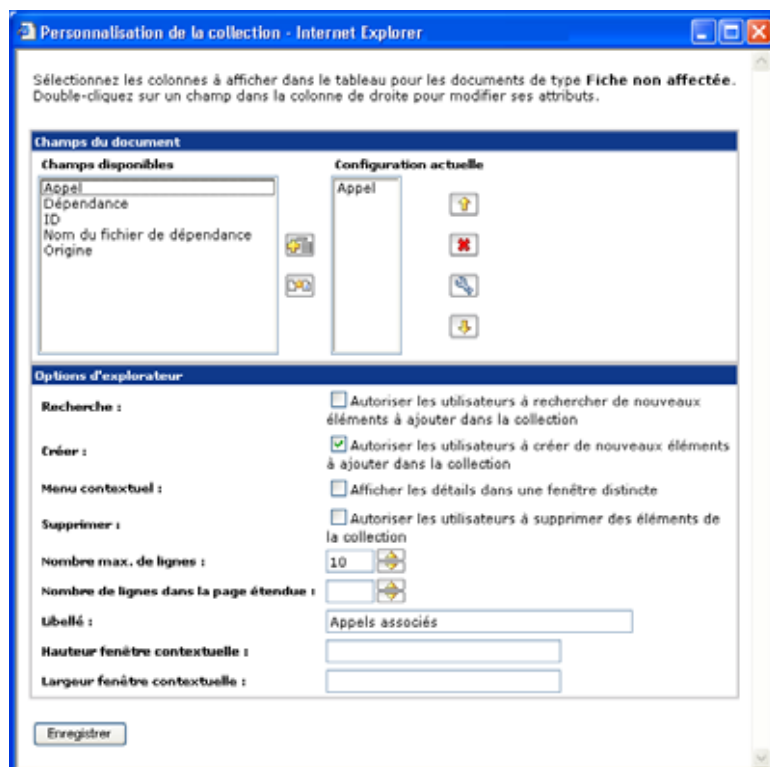 Personnalisation de la collection - Internet Explorer
Sélectionnez les colonnes à afficher dans le tableau pour les documents de type Fiche non affectée.
Double-cliquez sur un champ dans la colonne de droite pour modifier ses attributs.
Champs du document
Champs disponibles
Configuration actuelle
Appel
Dépendance
ID
Nom du fichier de dépendance
Origine
Appel
Options d'explorateur
Recherche :
Autoriser les utilisateurs à rechercher de nouveaux
éléments à ajouter dans la collection
Créer :
Autoriser les utilisateurs à créer de nouveaux éléments
à ajouter dans la collection
Menu contextuel :
Afficher les détails dans une fenêtre distincte
Supprimer :
Autoriser les utilisateurs à supprimer des éléments de
la collection
Nombre max. de lignes :
10
Nombre de lignes dans la page étendue :
Libellé :
Appels associés
Hauteur fenêtre contextuelle :
Largeur fenêtre contextuelle :
Enregistrer